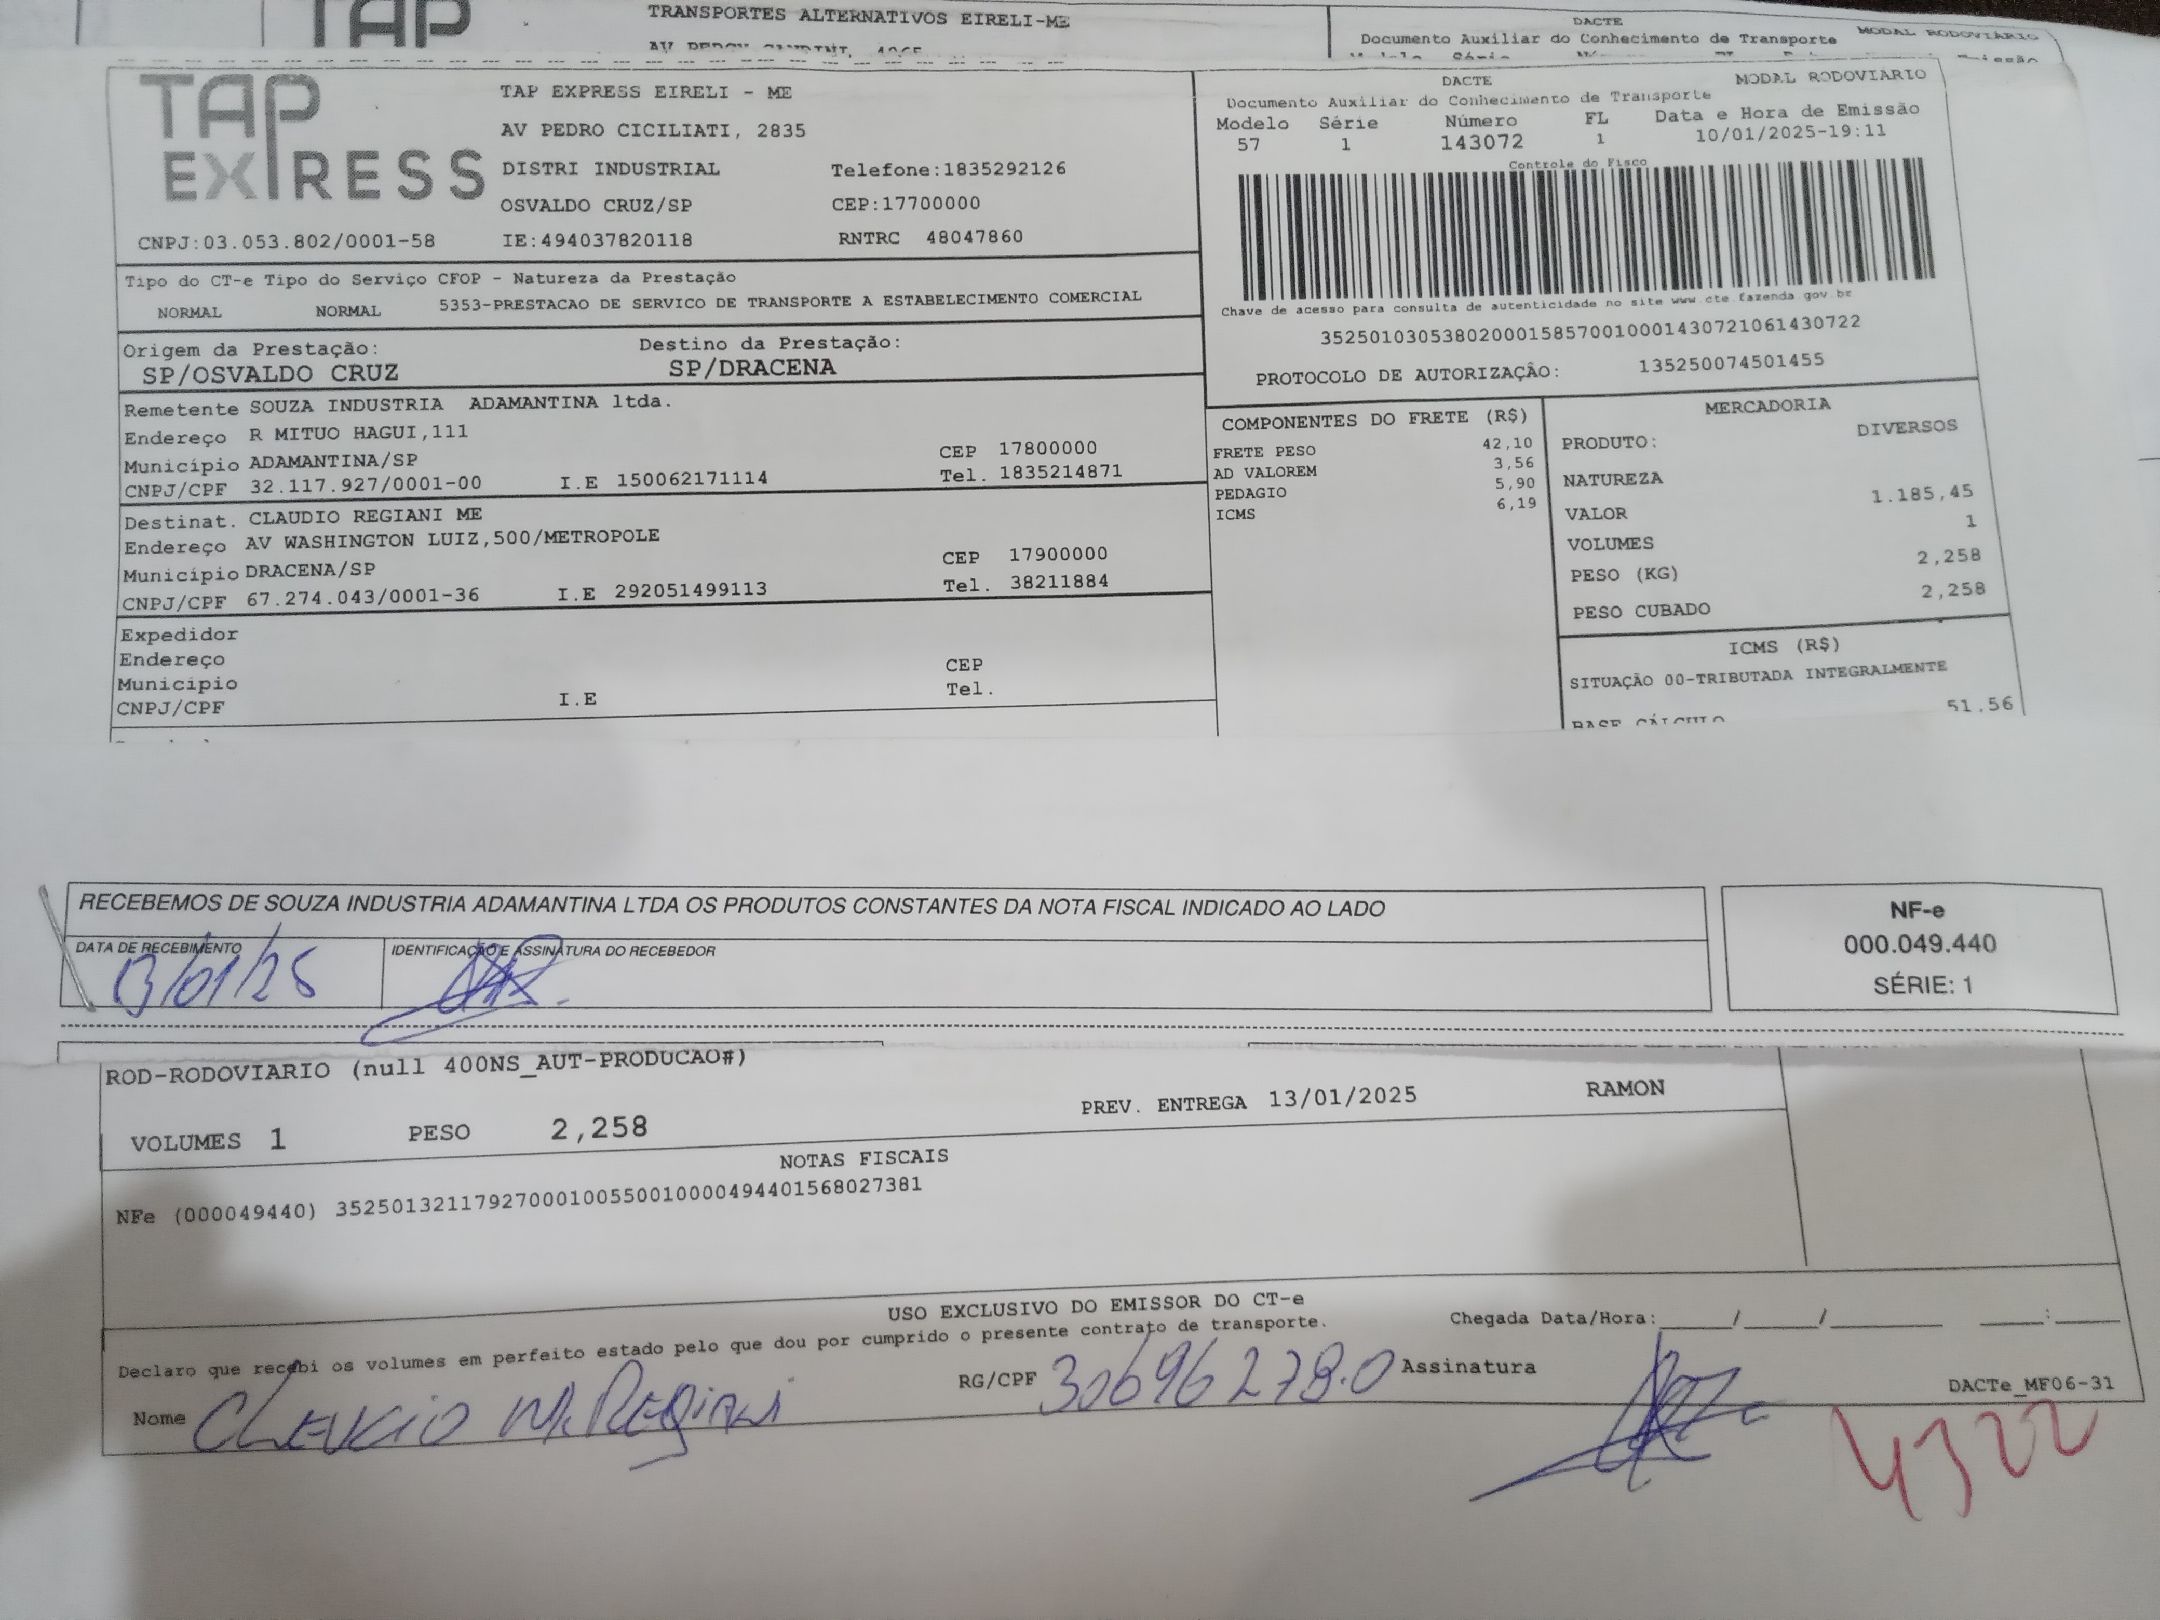 TAP
TRANSPORTES ALTERNATIVOS EIRELI-ME
DACTE
Documento Auxiliar do Conhecimento de Transporte
MODAL RODOVIARIO
TAP
EXPRESS
TAP EXPRESS EIRELI - ME
AV PEDRO CICILIATI, 2835
DISTRI INDUSTRIAL Telefone:1835292126
OSVALDO CRUZ/SP CEP:17700000
CNPJ:03.053.802/0001-58 IE:494037820118 RNTRC 48047860
DACTE MODAL RODOVIARIO
Documento Auxiliar do Conhecimento de Transporte
Modelo Série Número FL Data e Hora de Emissão
57 1 143072 1 10/01/2025-19:11
Controle do Fisco
Chave de acesso para consulta de autenticidade no site www.cte.fazenda gov.br
35250103053802000158570010001430721061430722
PROTOCOLO DE AUTORIZAÇÃO: 135250074501455
Tipo do CT-e Tipo do Serviço CFOP - Natureza da Prestação
NORMAL NORMAL 5353-PRESTACAO DE SERVICO DE TRANSPORTE A ESTABELECIMENTO COMERCIAL
Origem da Prestação: Destino da Prestação:
SP/OSVALDO CRUZ SP/DRACENA
Remetente SOUZA INDUSTRIA ADAMANTINA ltda.
Endereço R MITUO HAGUI,111
Município ADAMANTINA/SP CEP 17800000
CNPJ/CPF 32.117.927/0001-00 I.E 150062171114 Tel. 1835214871
Destinat. CLAUDIO REGIANI ME
Endereço AV WASHINGTON LUIZ,500/METROPOLE
Município DRACENA/SP CEP 17900000
CNPJ/CPF 67.274.043/0001-36 I.E 292051499113 Tel. 38211884
Expedidor
Endereço
Município CEP
CNPJ/CPF I.E Tel.
COMPONENTES DO FRETE (R$)
FRETE PESO 42,10
AD VALOREM 3,56
PEDAGIO 5,90
ICMS 6,19
MERCADORIA
PRODUTO: DIVERSOS
NATUREZA
VALOR 1.185,45
VOLUMES 1
PESO (KG) 2,258
PESO CUBADO 2,258
ICMS (R$)
SITUAÇÃO 00-TRIBUTADA INTEGRALMENTE
BASE CÁLCULO 51,56
RECEBEMOS DE SOUZA INDUSTRIA ADAMANTINA LTDA OS PRODUTOS CONSTANTES DA NOTA FISCAL INDICADO AO LADO
DATA DE RECEBIMENTO IDENTIFICAÇÃO E ASSINATURA DO RECEBEDOR
13/01/25
NF-e
000.049.440
SÉRIE: 1
ROD-RODOVIARIO (null 400NS_AUT-PRODUCAO#)
VOLUMES 1 PESO 2,258 PREV. ENTREGA 13/01/2025 RAMON
NOTAS FISCAIS
NFe (000049440) 35250132117927000100550010000494401568027381
USO EXCLUSIVO DO EMISSOR DO CT-e
Declaro que recebi os volumes em perfeito estado pelo que dou por cumprido o presente contrato de transporte. Chegada Data/Hora:____/____/______ ____:____
Nome RG/CPF 30696278.0 Assinatura
DACTe_MF06-31
4322